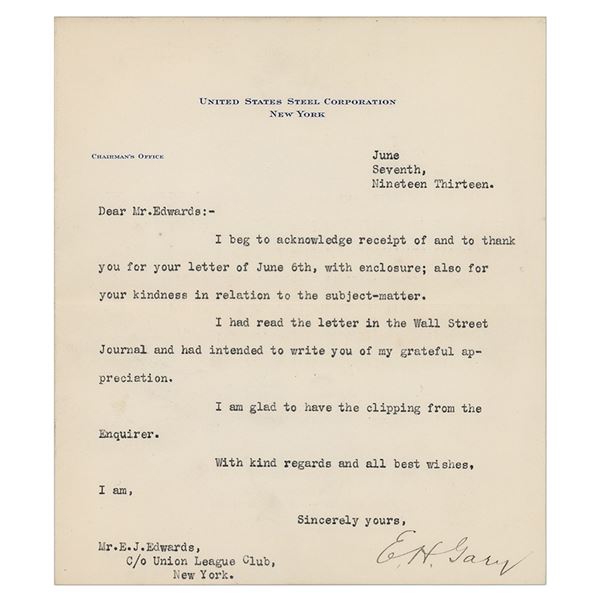 UNITED STATES STEEL CORPORATION
NEW YORK
CHAIRMAN'S OFFICE
June
Seventh,
Nineteen Thirteen.
Dear Mr.Edwards:-
I beg to acknowledge receipt of and to thank
you for your letter of June 6th, with enclosure; also for
your kindness in relation to the subject-matter.
I had read the letter in the Wall Street
Journal and had intended to write you of my grateful ap-
preciation.
I am glad to have the clipping from the
Enquirer.
With kind regards and all best wishes,
I am,
Sincerely yours,
E. H. Gary
Mr.E.J.Edwards,
C/o Union League Club,
New York.